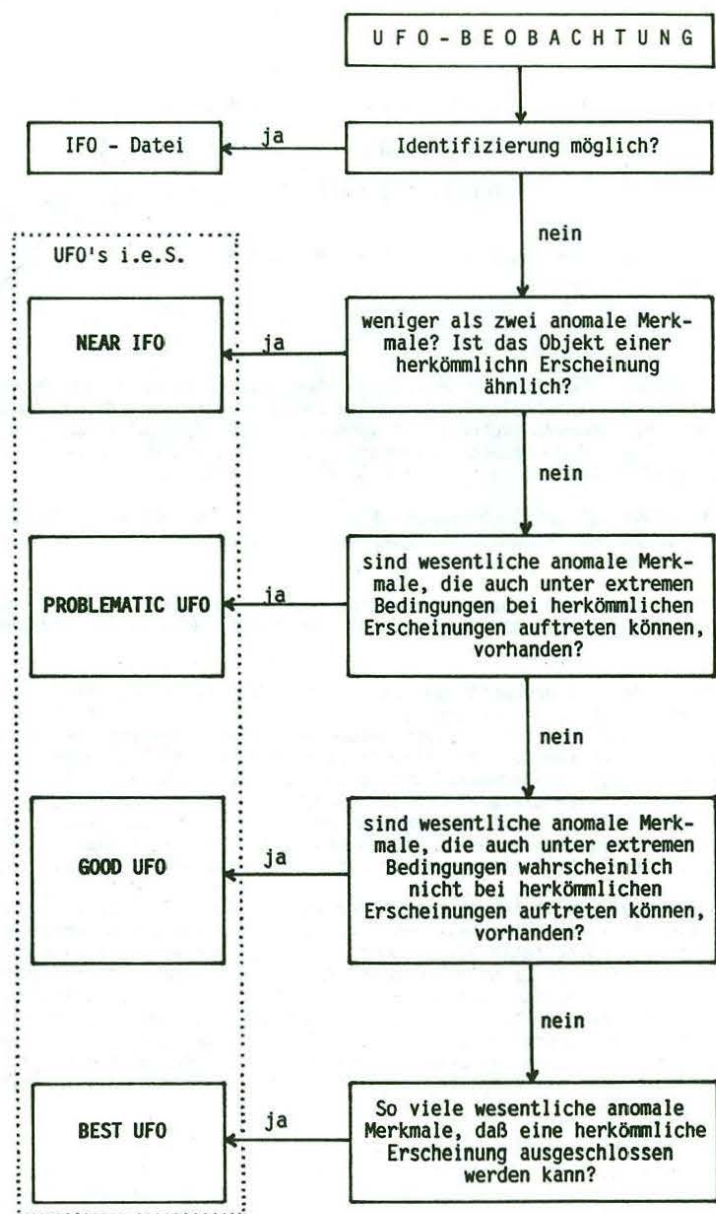 UFO-BEOBACHTUNG
IFO - Datei
ja
Identifizierung möglich?
nein
UFO's i.e.S.
NEAR IFO
ja
weniger als zwei anomale Merk-
male? Ist das Objekt einer
herkömmlichn Erscheinung
ähnlich?
nein
PROBLEMATIC UFO
ja
sind wesentliche anomale Merk-
male, die auch unter extremen
Bedingungen bei herkömmlichen
Erscheinungen auftreten können,
vorhanden?
nein
GOOD UFO
ja
sind wesentliche anomale Merk-
male, die auch unter extremen
Bedingungen wahrscheinlich
nicht bei herkömmlichen
Erscheinungen auftreten können,
vorhanden?
nein
BEST UFO
ja
So viele wesentliche anomale
Merkmale, daß eine herkömmliche
Erscheinung ausgeschlossen
werden kann?